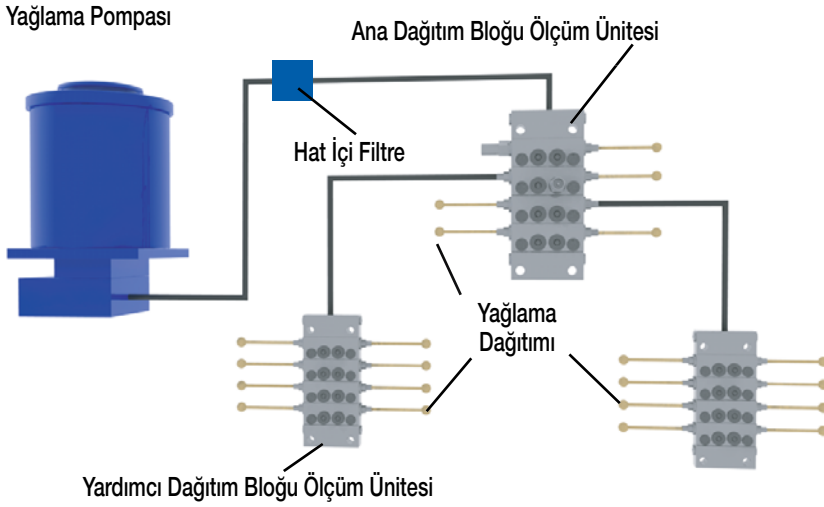 Yağlama Pompası
Ana Dağıtım Bloğu Ölçüm Ünitesi
Hat İçi Filtre
Yağlama
Dağıtımı
Yardımcı Dağıtım Bloğu Ölçüm Ünitesi